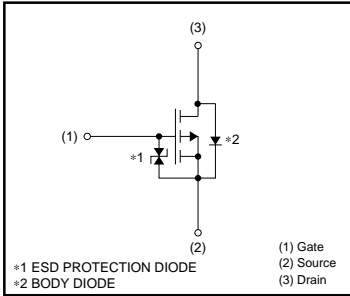 (3)
(1)
∗2
∗1
(2)
(1) Gate
(2) Source
(3) Drain
∗1 ESD PROTECTION DIODE
∗2 BODY DIODE